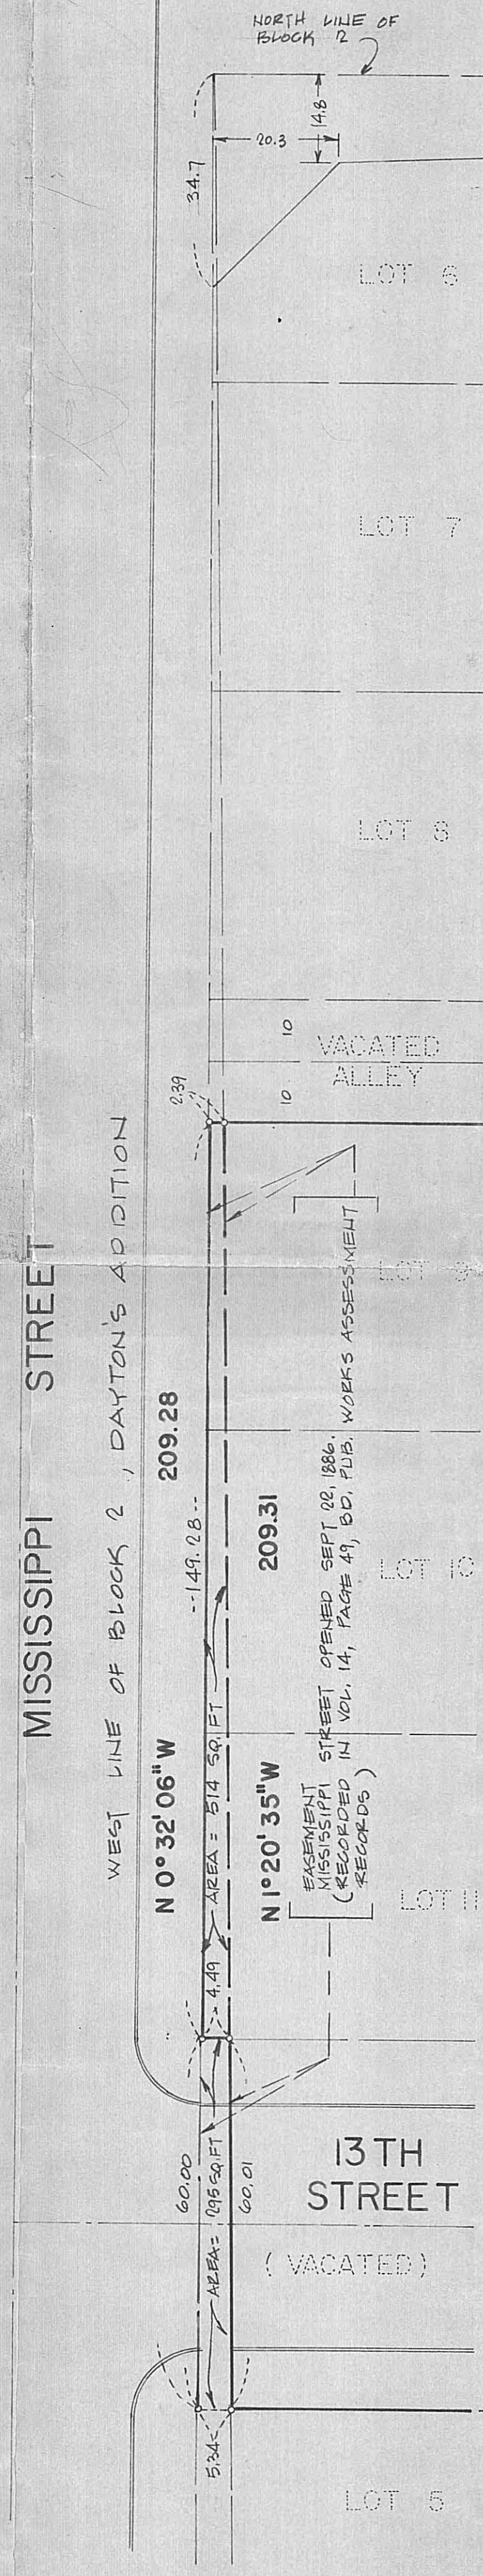 NORTH LINE OF
BLOCK 2
14.8
20.3
34.7
LOT 6
LOT 7
LOT 8
10
VACATED
ALLEY
10
2.39
MISSISSIPPI STREET
WEST LINE OF BLOCK 2, DAYTON'S ADDITION
LOT 9
209.28
--149.28--
209.31
N 0° 32' 06" W
N 1° 20' 35" W
AREA = 514 SQ. FT
EASEMENT
MISSISSIPPI STREET OPENED SEPT 22, 1886.
(RECORDED IN VOL. 14, PAGE 49, BD. PUB. WORKS ASSESSMENT
RECORDS)
LOT 10
LOT 11
4.49
13TH
STREET
(VACATED)
60.00
AREA = 295 SQ. FT
60.01
5.34
LOT 5